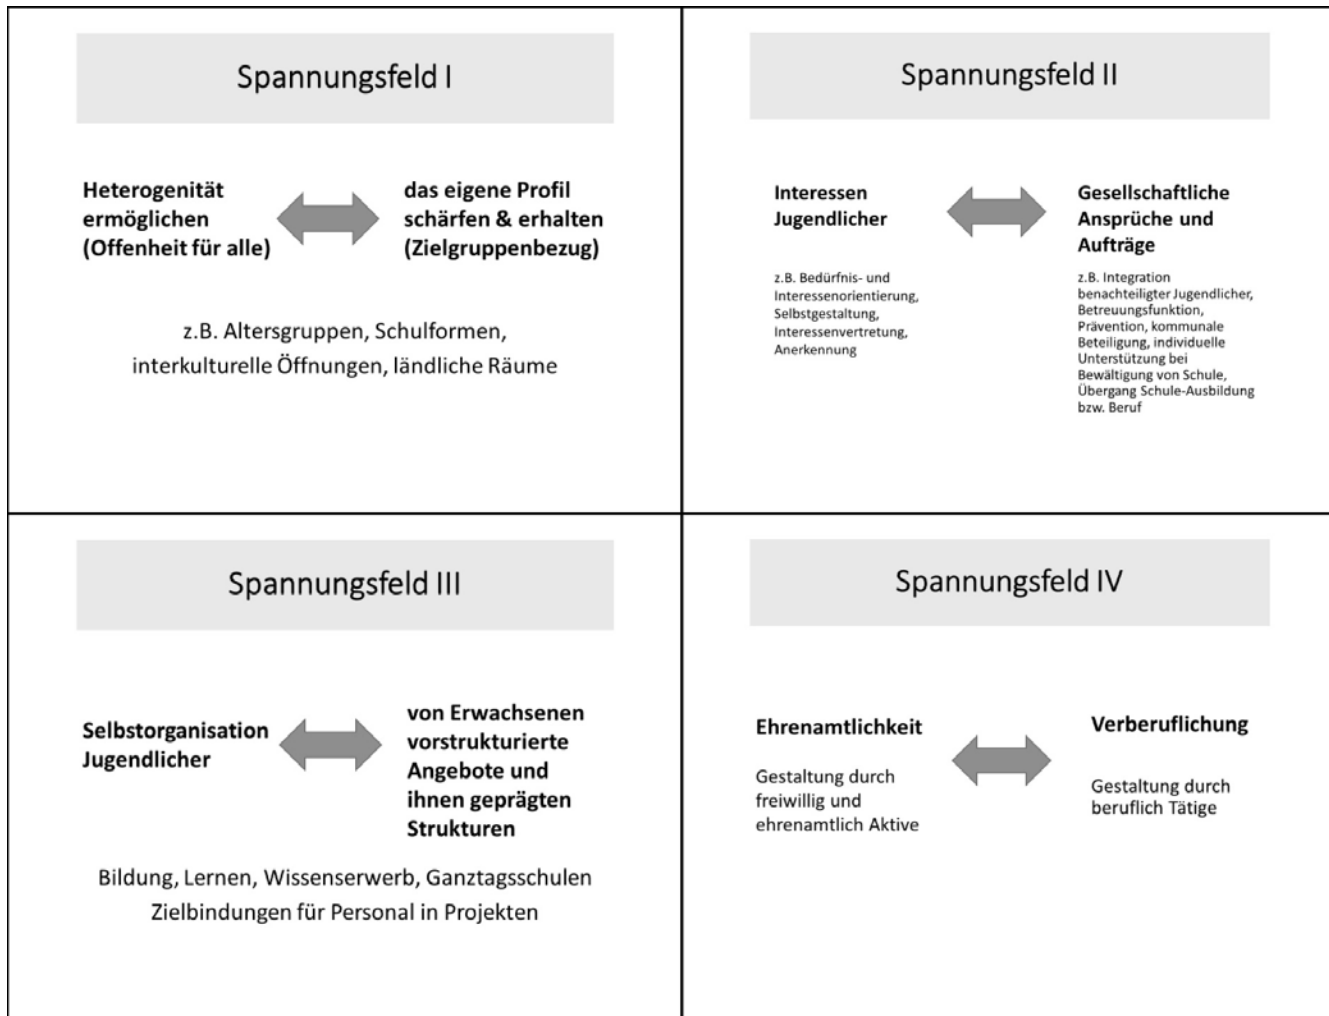 Spannungsfeld I
Heterogenität
ermöglichen
(Offenheit für alle)
das eigene Profil
schärfen & erhalten
(Zielgruppenbezug)
z.B. Altersgruppen, Schulformen,
interkulturelle Öffnungen, ländliche Räume
Spannungsfeld II
Interessen
Jugendlicher
z.B. Bedürfnis- und
Interessenorientierung,
Selbstgestaltung,
Interessenvertretung,
Anerkennung
Gesellschaftliche
Ansprüche und
Aufträge
z.B. Integration
benachteiligter Jugendlicher,
Betreuungsfunktion,
Prävention, kommunale
Beteiligung, individuelle
Unterstützung bei
Bewältigung von Schule,
Übergang Schule-Ausbildung
bzw. Beruf
Spannungsfeld III
Selbstorganisation
Jugendlicher
von Erwachsenen
vorstrukturierte
Angebote und
ihnen geprägten
Strukturen
Bildung, Lernen, Wissenserwerb, Ganztagsschulen
Zielbindungen für Personal in Projekten
Spannungsfeld IV
Ehrenamtlichkeit
Gestaltung durch
freiwillig und
ehrenamtlich Aktive
Verberuflichung
Gestaltung durch
beruflich Tätige